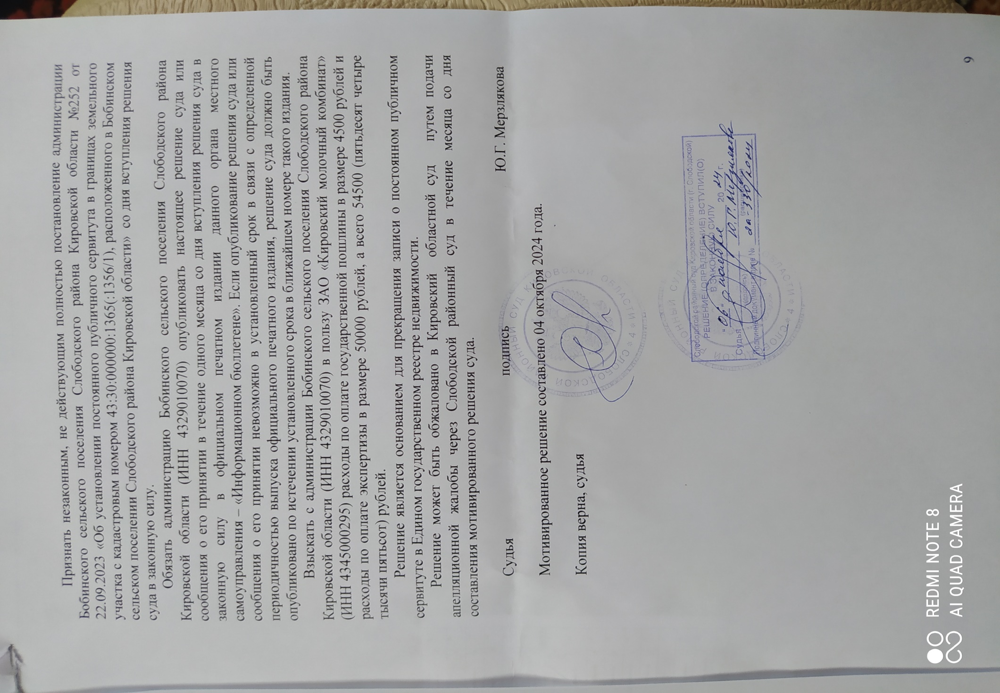 Признать незаконным, не действующим полностью постановление администрации
Бобинского сельского поселения Слободского района Кировской области №252 от
22.09.2023 «Об установлении постоянного публичного сервитута в границах земельного
участка с кадастровым номером 43:30:000000:1365(:1356/1), расположенного в Бобинском
сельском поселении Слободского района Кировской области» со дня вступления решения
суда в законную силу.
Обязать администрацию Бобинского сельского поселения Слободского района
Кировской области (ИНН 4329010070) опубликовать настоящее решение суда или
сообщения о его принятии в течение одного месяца со дня вступления решения суда в
законную силу в официальном печатном издании данного органа местного
самоуправления – «Информационном бюллетене». Если опубликование решения суда или
сообщения о его принятии невозможно в установленный срок в связи с определенной
периодичностью выпуска официального печатного издания, решение суда должно быть
опубликовано по истечении установленного срока в ближайшем номере такого издания.
Взыскать с администрации Бобинского сельского поселения Слободского района
Кировской области (ИНН 4329010070) в пользу ЗАО «Кировский молочный комбинат»
(ИНН 4345000295) расходы по оплате государственной пошлины в размере 4500 рублей и
расходы по оплате экспертизы в размере 50000 рублей, а всего 54500 (пятьдесят четыре
тысячи пятьсот) рублей.
Решение является основанием для прекращения записи о постоянном публичном
сервитуте в Едином государственном реестре недвижимости.
Решение может быть обжаловано в Кировский областной суд путем подачи
апелляционной жалобы через Слободской районный суд в течение месяца со дня
составления мотивированного решения суда.
Судья подпись Ю.Г. Мерзлякова
Мотивированное решение составлено 04 октября 2024 года.
Копия верна, судья
Слободской районный суд Кировской области (г. Слободской)
РЕШЕНИЕ (ОПРЕДЕЛЕНИЕ) ВСТУПИЛ(О)
В ЗАКОННУЮ СИЛУ
"06" ноября 20 24 г.
Судья Ю.Г. Мерзлякова
(подпись) (расшифровка)
Подлинный документ в деле № 2а-330/2024
9
REDMI NOTE 8
AI QUAD CAMERA